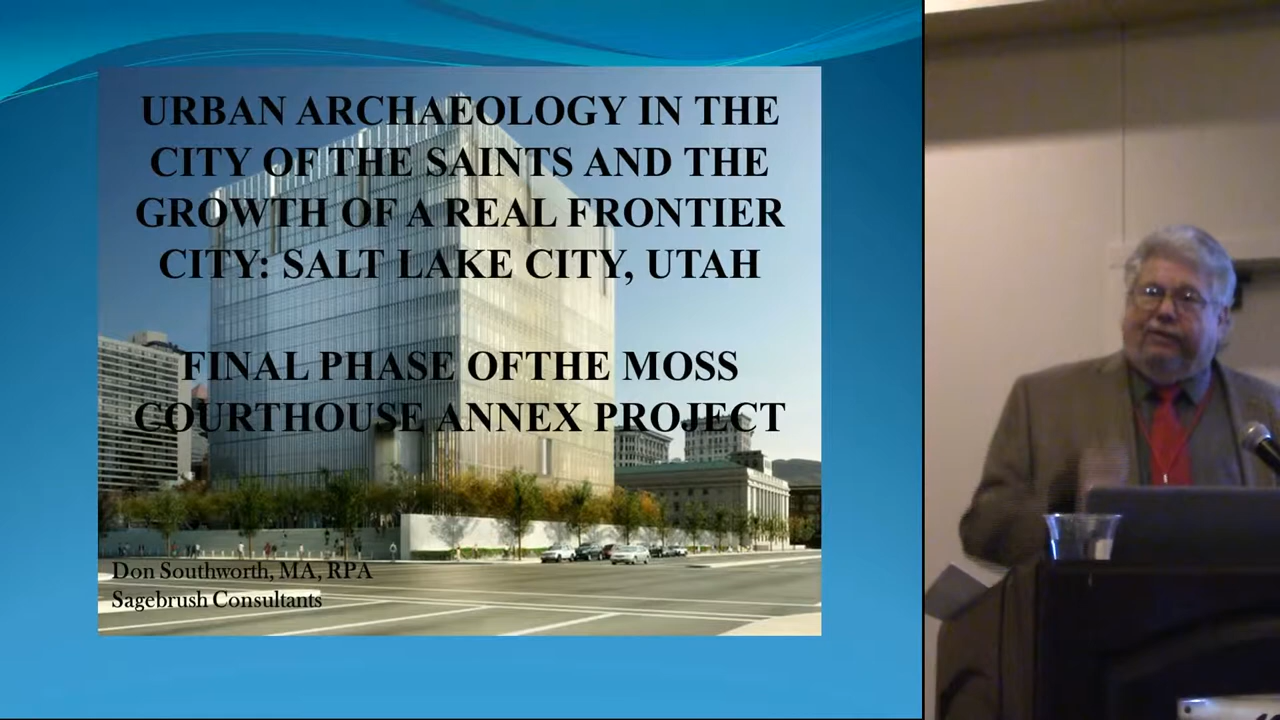 URBAN ARCHAEOLOGY IN THE
CITY OF THE SAINTS AND THE
GROWTH OF A REAL FRONTIER
CITY: SALT LAKE CITY, UTAH
FINAL PHASE OFTHE MOSS
COURTHOUSE ANNEX PROJECT
Don Southworth, MA, RPA
Sagebrush Consultants